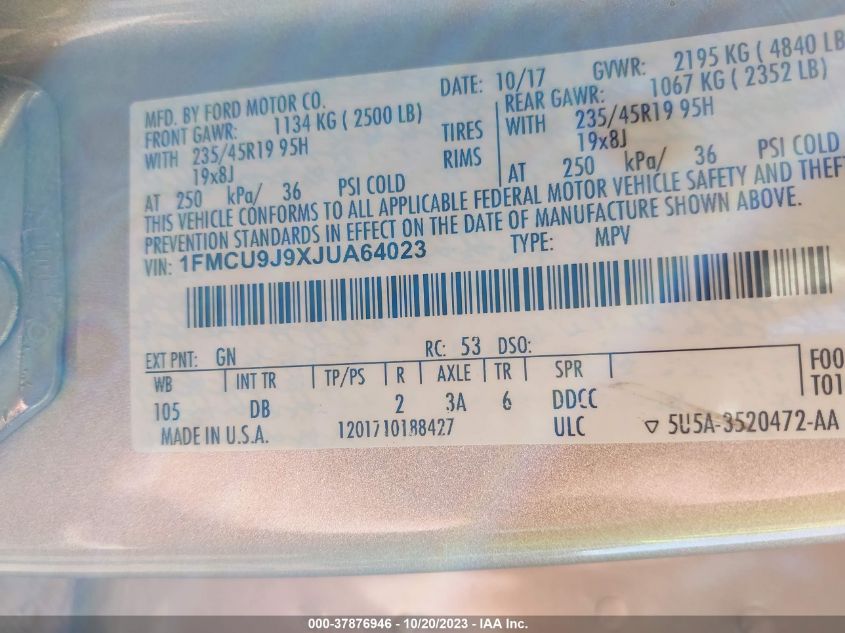 MFD. BY FORD MOTOR CO. DATE: 10/17 GVWR: 2195 KG ( 4840 LB
FRONT GAWR: 1134 KG ( 2500 LB) REAR GAWR: 1067 KG ( 2352 LB)
WITH 235/45R19 95H TIRES WITH 235/45R19 95H
19x8J RIMS 19x8J
AT 250 kPa/ 36 PSI COLD AT 250 kPa/ 36 PSI COLD
THIS VEHICLE CONFORMS TO ALL APPLICABLE FEDERAL MOTOR VEHICLE SAFETY AND THEFT
PREVENTION STANDARDS IN EFFECT ON THE DATE OF MANUFACTURE SHOWN ABOVE.
VIN: 1FMCU9J9XJUA64023 TYPE: MPV
EXT PNT: GN RC: 53 DSO:
WB INT TR TP/PS R AXLE TR SPR F00
105 DB 2 3A 6 DDCC T01
MADE IN U.S.A. 1201710188427 ULC ▽ 5U5A-3520472-AA
000-37876946 - 10/20/2023 - IAA Inc.